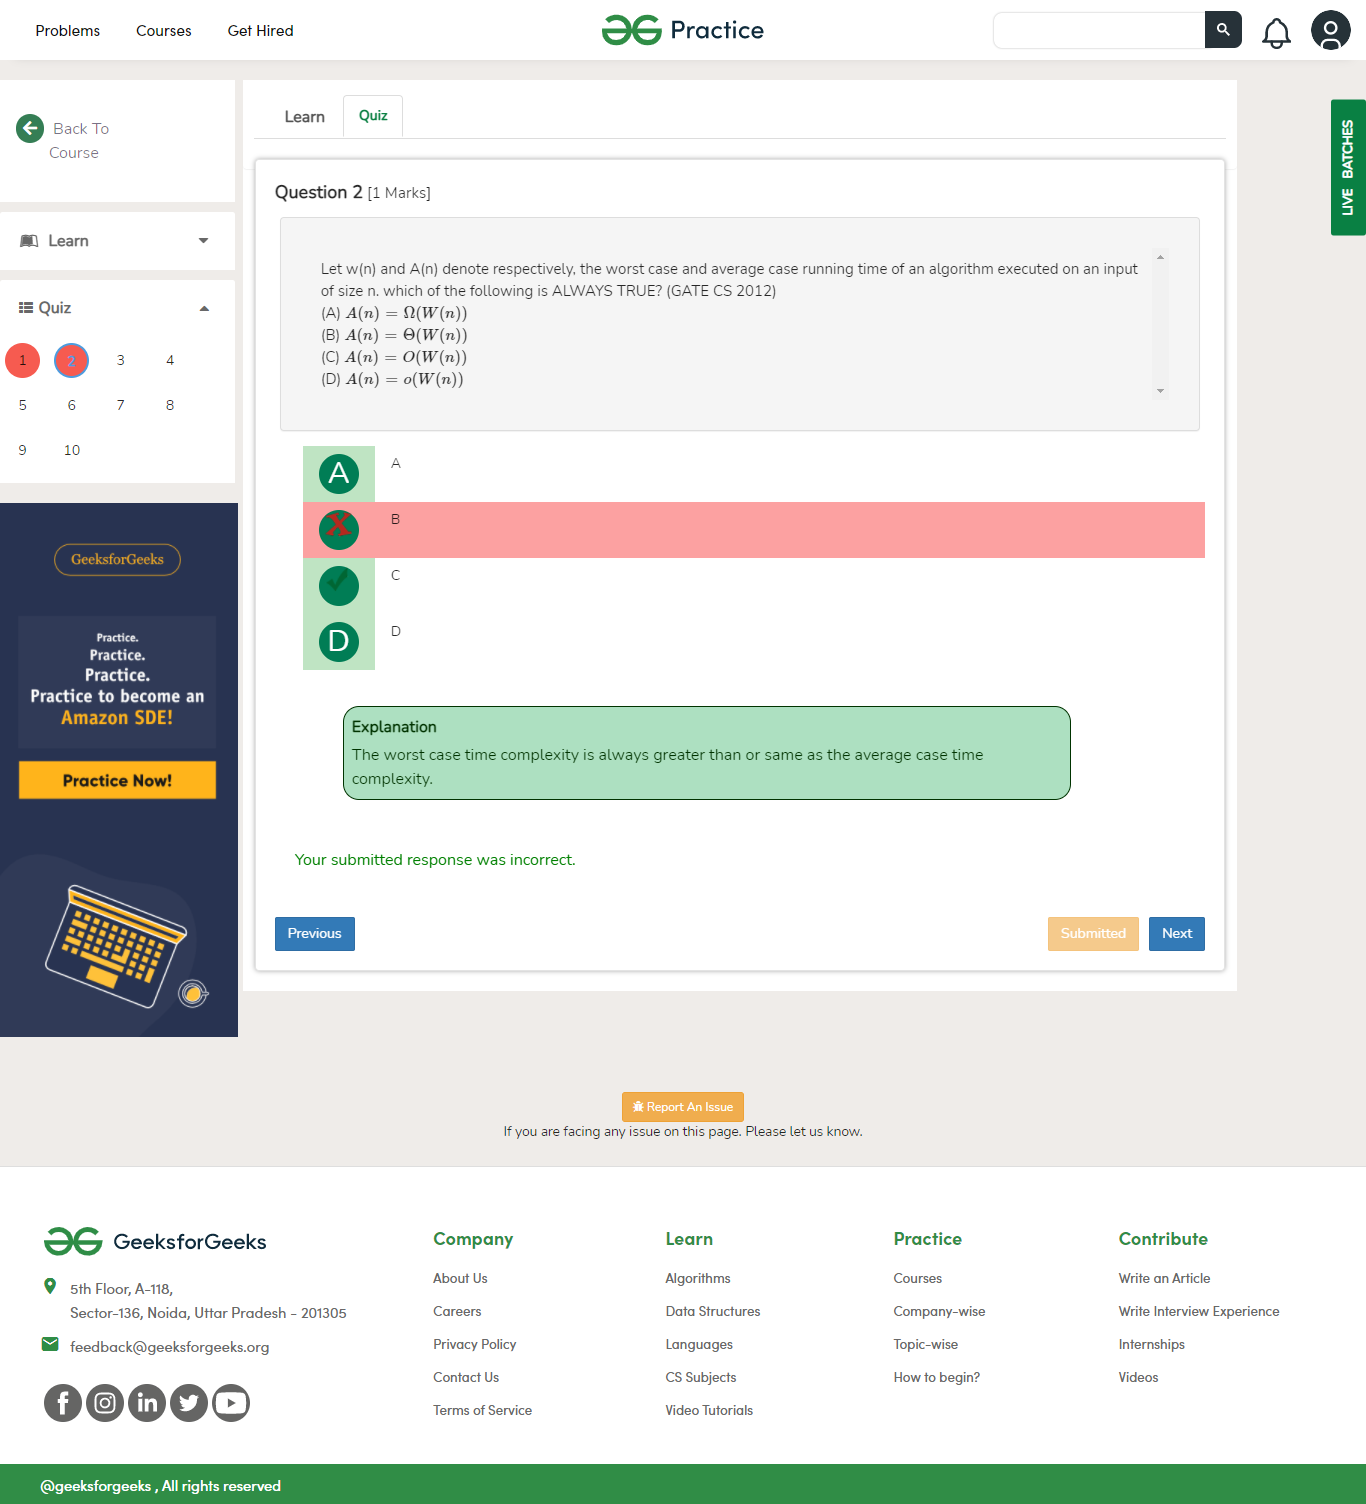 Problems Courses Get Hired
Practice
Back To
Course
Learn
Quiz
1 2 3 4
5 6 7 8
9 10
GeeksforGeeks
Practice.
Practice.
Practice.
Practice to become an
Amazon SDE!
Practice Now!
Learn Quiz
Question 2 [1 Marks]
Let w(n) and A(n) denote respectively, the worst case and average case running time of an algorithm executed on an input
of size n. which of the following is ALWAYS TRUE? (GATE CS 2012)
(A) A(n) = Ω(W(n))
(B) A(n) = Θ(W(n))
(C) A(n) = O(W(n))
(D) A(n) = o(W(n))
A A
X B
✓ C
D D
Explanation
The worst case time complexity is always greater than or same as the average case time
complexity.
Your submitted response was incorrect.
Previous Submitted Next
LIVE BATCHES
Report An Issue
If you are facing any issue on this page. Please let us know.
GeeksforGeeks
5th Floor, A-118,
Sector-136, Noida, Uttar Pradesh - 201305
feedback@geeksforgeeks.org
Company
About Us
Careers
Privacy Policy
Contact Us
Terms of Service
Learn
Algorithms
Data Structures
Languages
CS Subjects
Video Tutorials
Practice
Courses
Company-wise
Topic-wise
How to begin?
Contribute
Write an Article
Write Interview Experience
Internships
Videos
@geeksforgeeks , All rights reserved